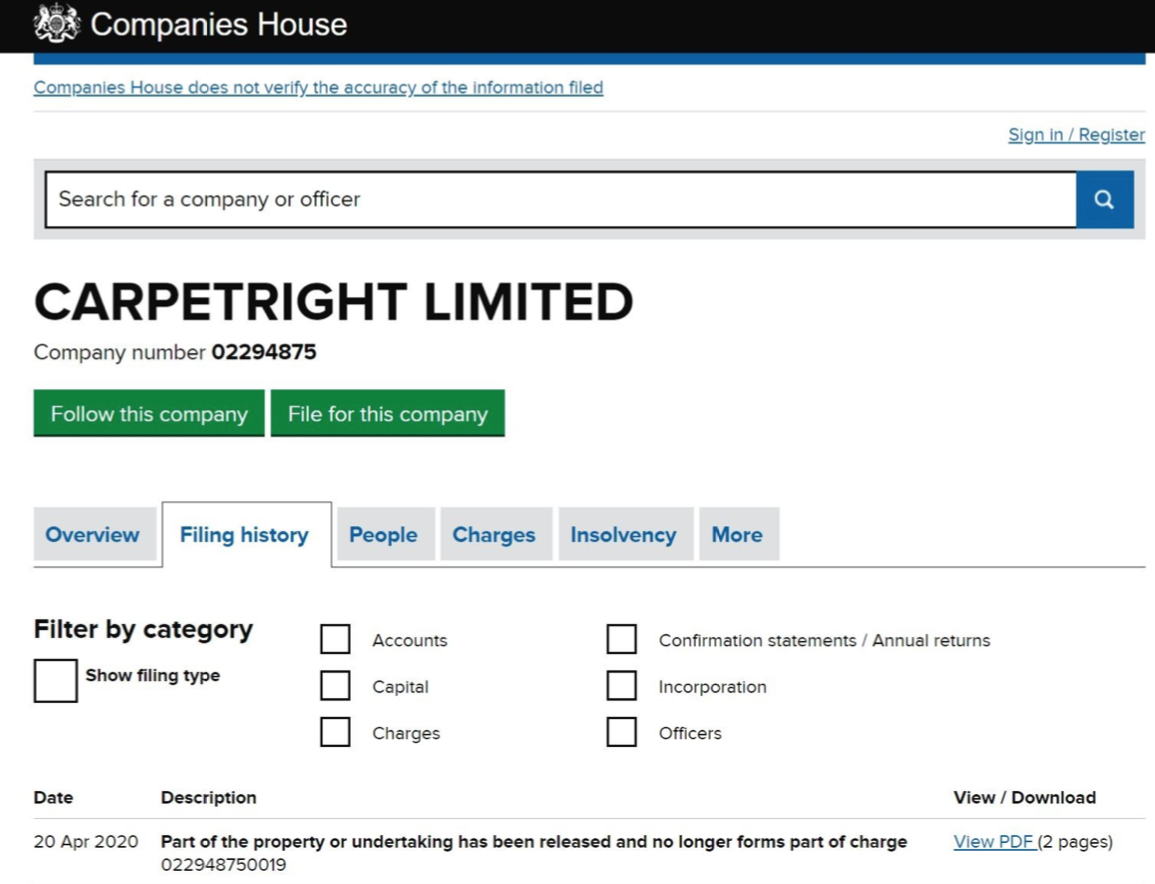 Companies House
Companies House does not verify the accuracy of the information filed
Sign in / Register
Search for a company or officer
CARPETRIGHT LIMITED
Company number 02294875
Follow this company File for this company
Overview Filing history People Charges Insolvency More
Filter by category
Show filing type
Accounts Confirmation statements / Annual returns
Capital Incorporation
Charges Officers
Date Description View / Download
20 Apr 2020 Part of the property or undertaking has been released and no longer forms part of charge View PDF (2 pages)
022948750019